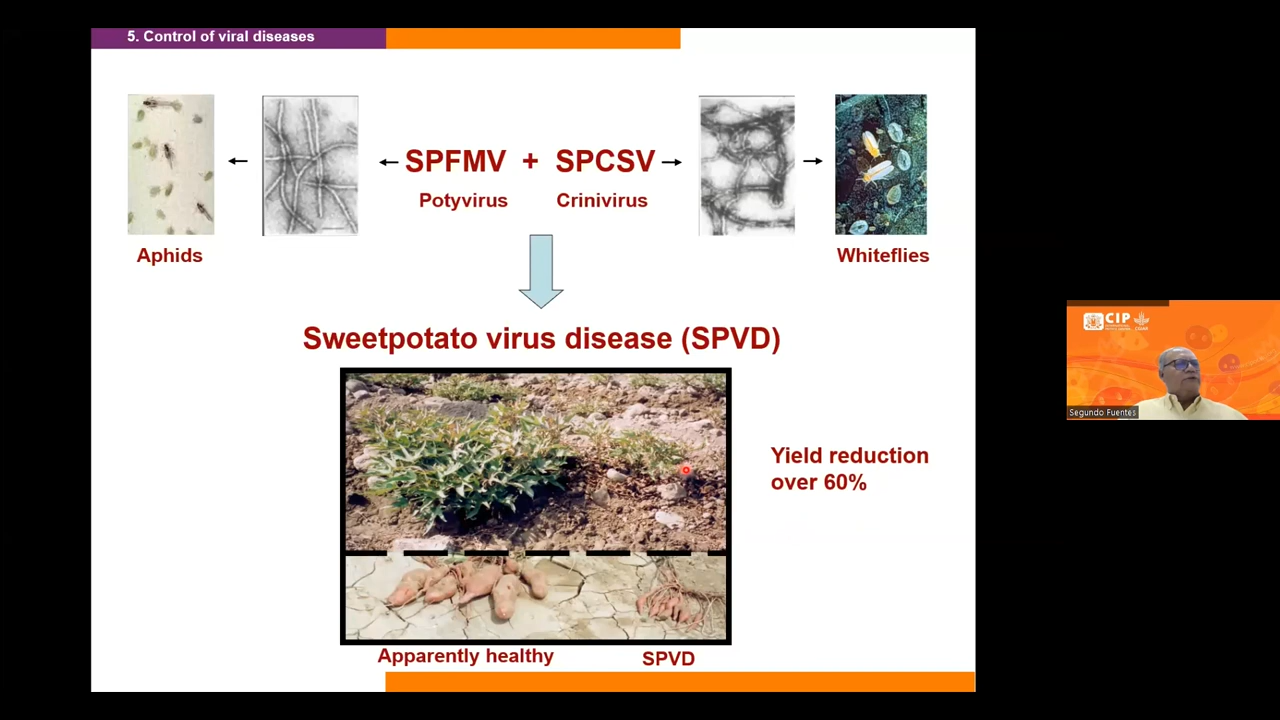 5. Control of viral diseases
SPFMV + SPCSV
Potyvirus Crinivirus
Aphids
Whiteflies
Sweetpotato virus disease (SPVD)
Yield reduction
over 60%
Apparently healthy
SPVD
CIP
Segundo Fuentes